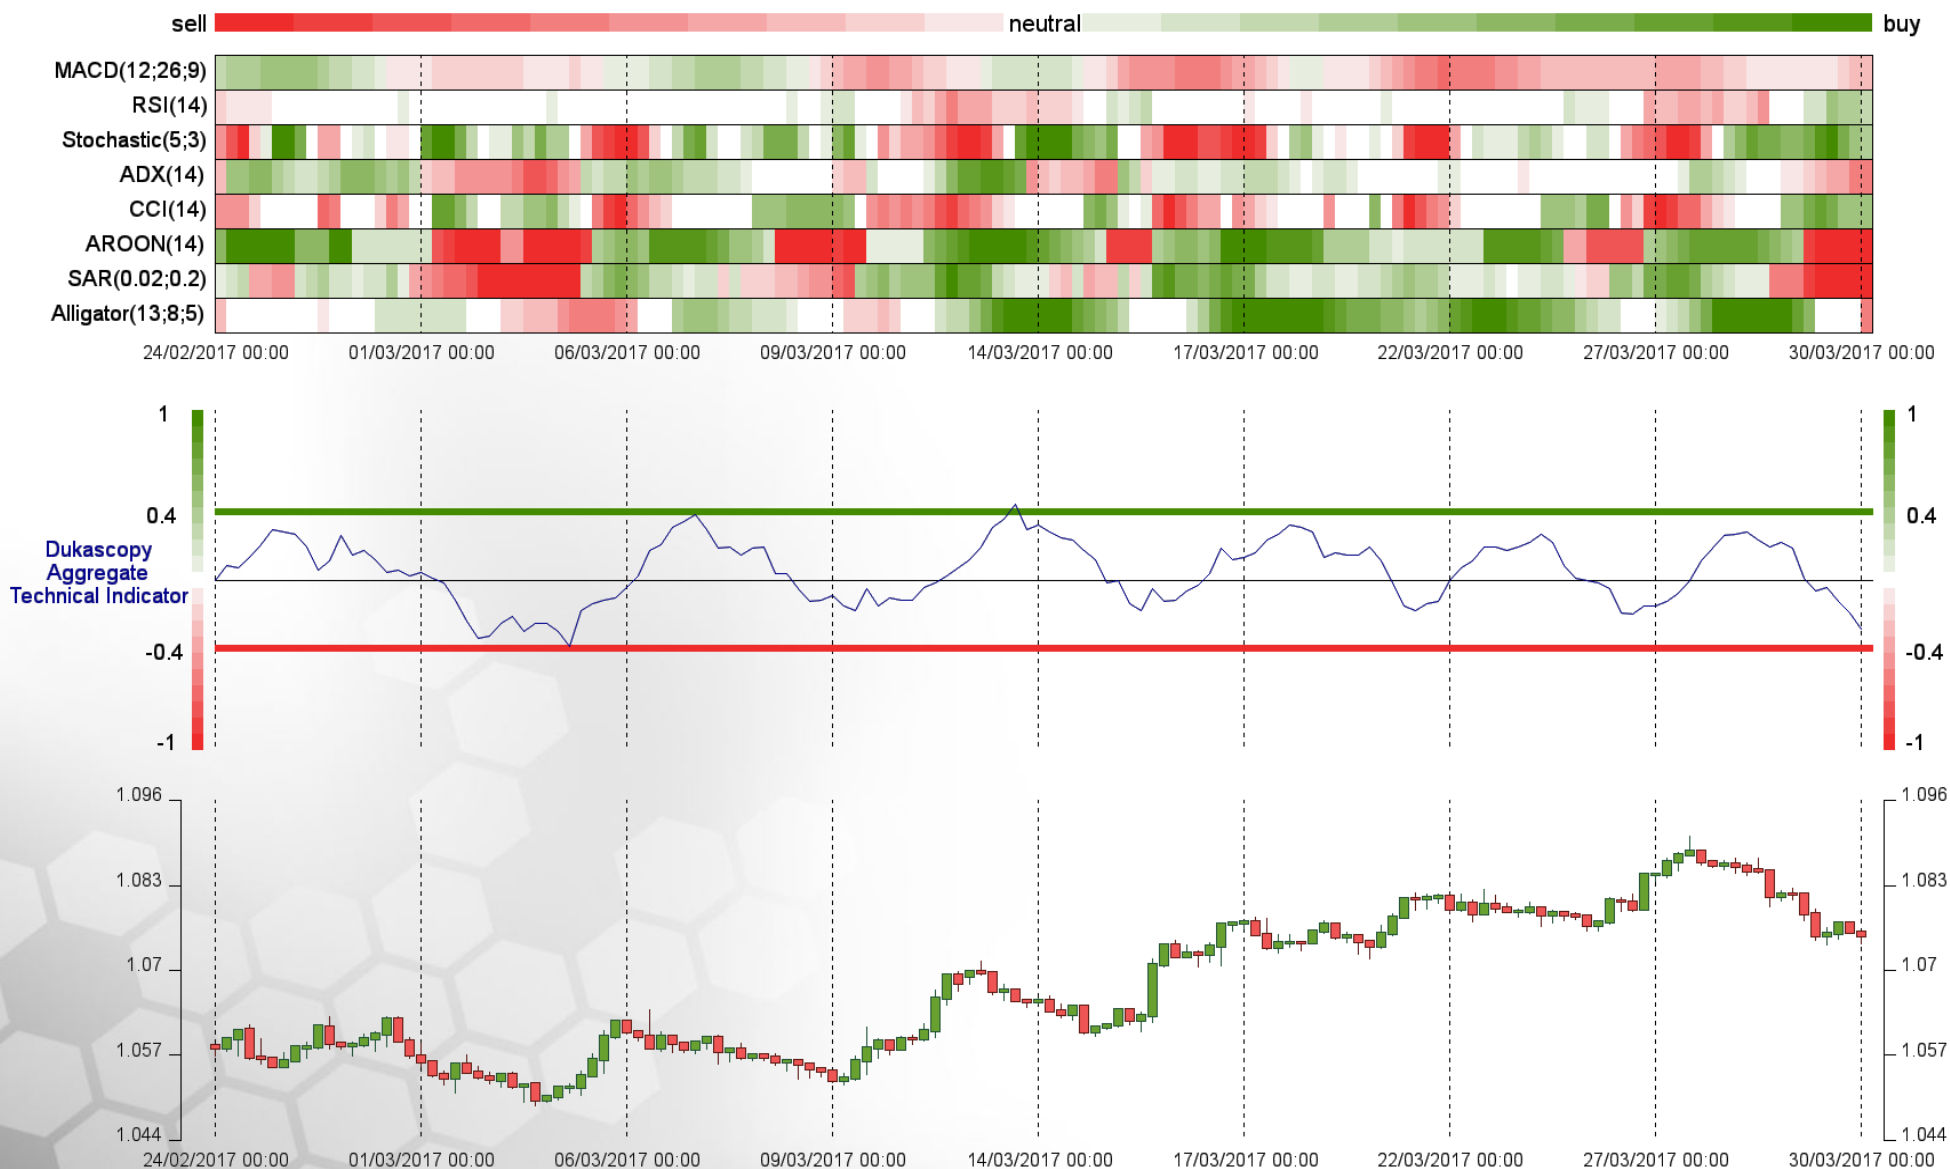 sell neutral buy
MACD(12;26;9)
RSI(14)
Stochastic(5;3)
ADX(14)
CCI(14)
AROON(14)
SAR(0.02;0.2)
Alligator(13;8;5)
24/02/2017 00:00 01/03/2017 00:00 06/03/2017 00:00 09/03/2017 00:00 14/03/2017 00:00 17/03/2017 00:00 22/03/2017 00:00 27/03/2017 00:00 30/03/2017 00:00
1 1
0.4 0.4
Dukascopy
Aggregate
Technical Indicator
-0.4 -0.4
-1 -1
1.096 1.096
1.083 1.083
1.07 1.07
1.057 1.057
1.044 1.044
24/02/2017 00:00 01/03/2017 00:00 06/03/2017 00:00 09/03/2017 00:00 14/03/2017 00:00 17/03/2017 00:00 22/03/2017 00:00 27/03/2017 00:00 30/03/2017 00:00